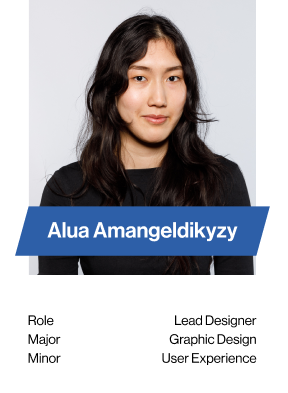 Alua Amangeldikyzy
Role Lead Designer
Major Graphic Design
Minor User Experience